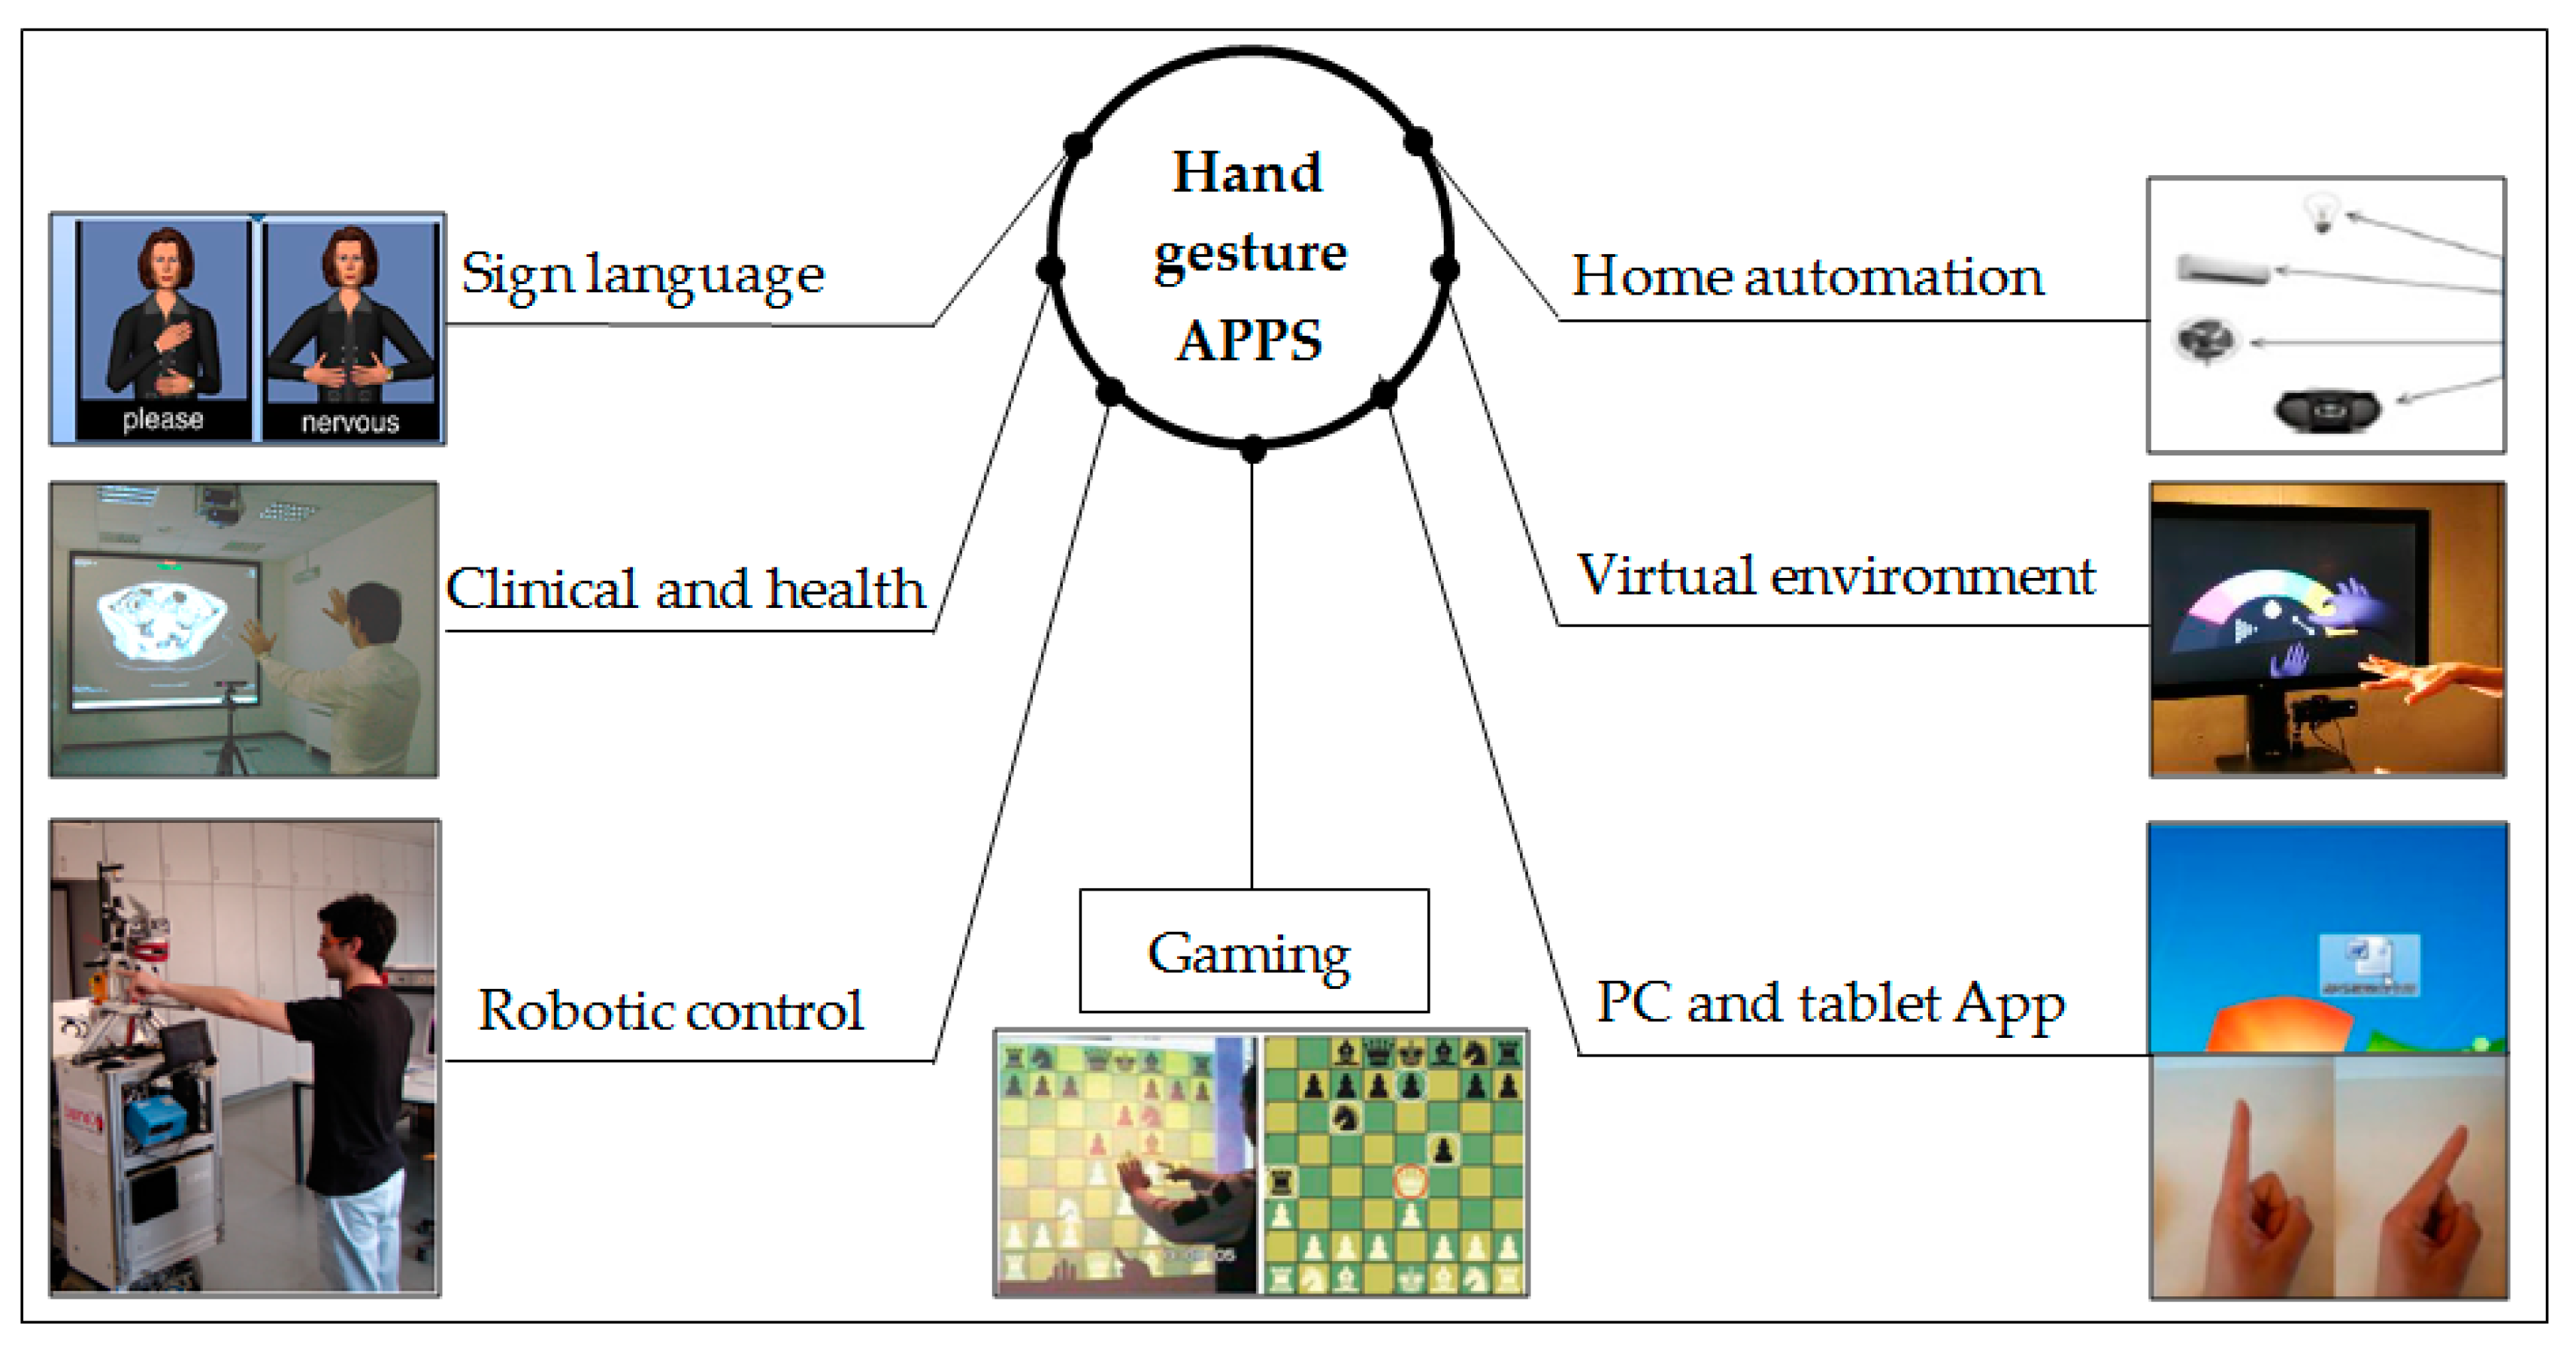 Hand
gesture
APPS
Sign language
please
nervous
Clinical and health
Robotic control
Gaming
Home automation
Virtual environment
PC and tablet App